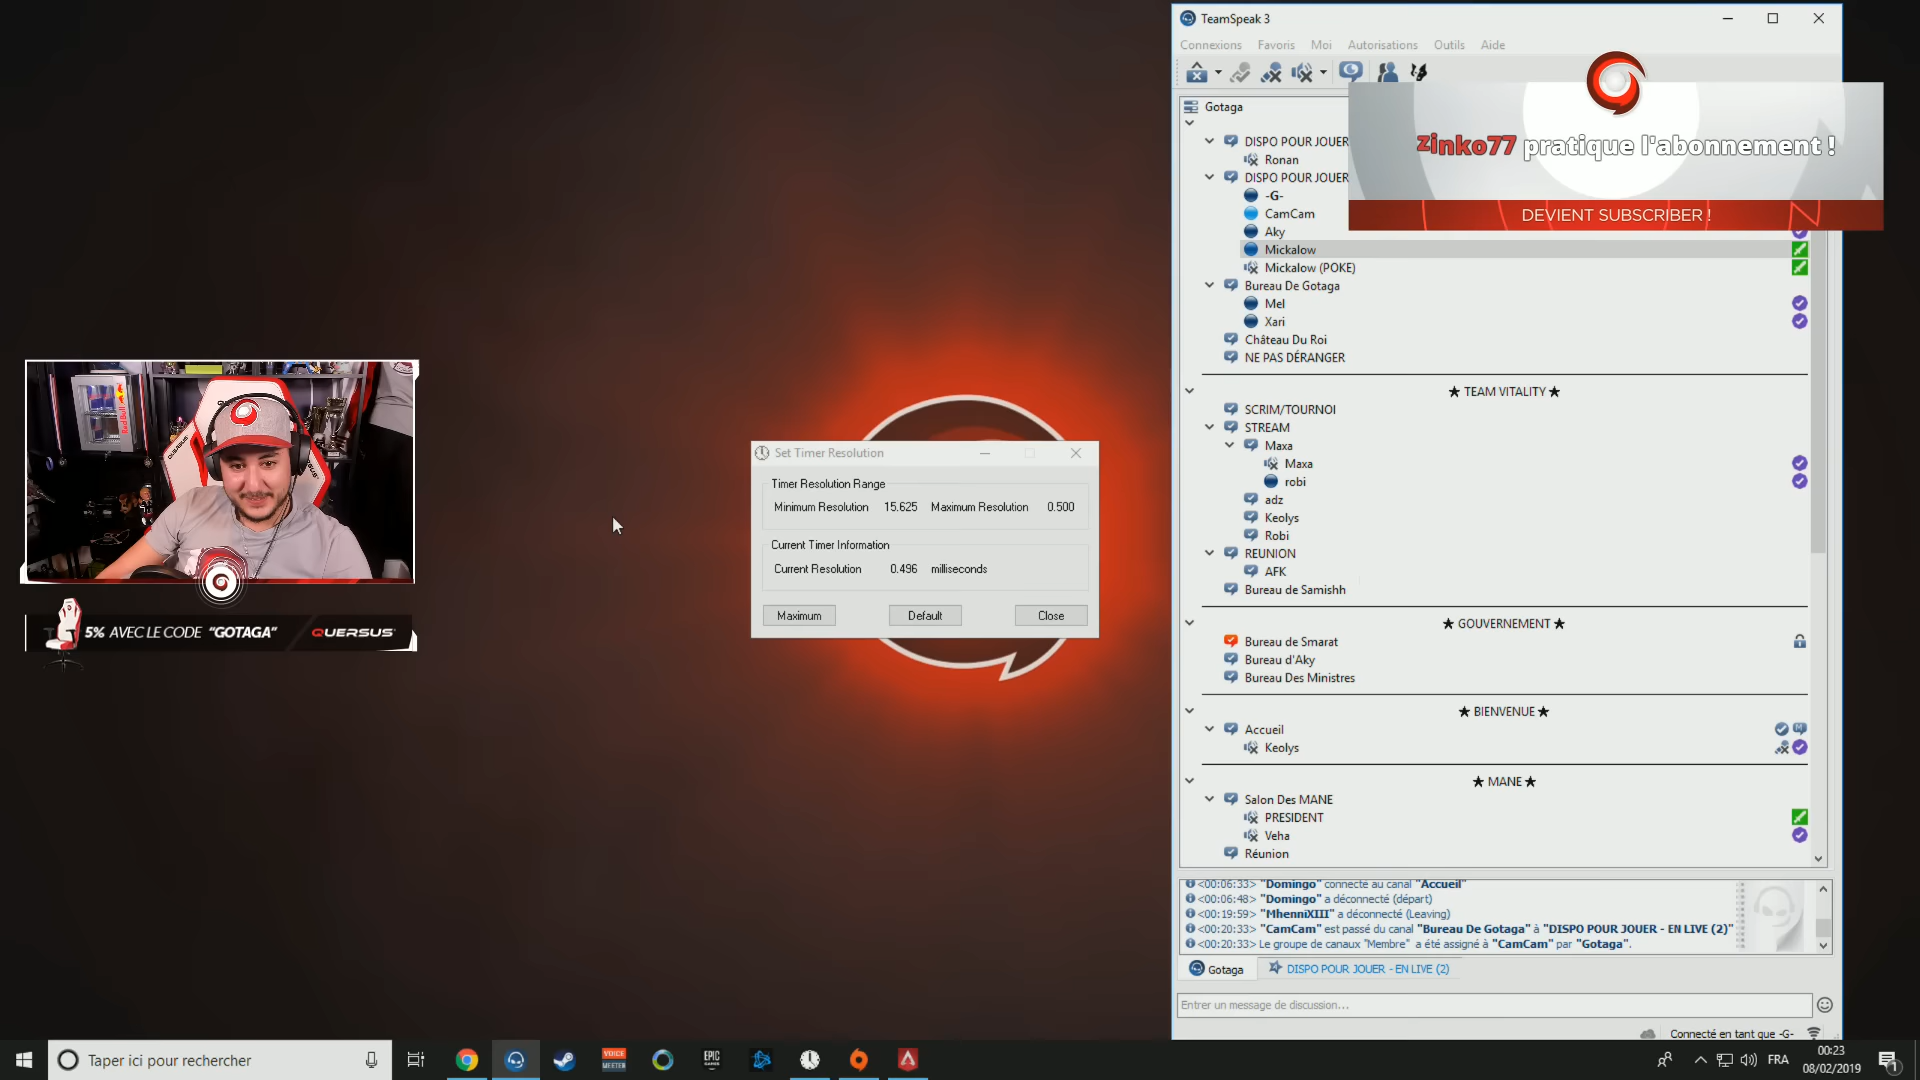 TeamSpeak 3
Connexions Favoris Moi Autorisations Outils Aide
Gotaga
DISPO POUR JOUER
Ronan
DISPO POUR JOUER
-G-
CamCam
Aky
Mickalow
Mickalow (POKE)
Bureau De Gotaga
Mel
Xari
Château Du Roi
NE PAS DÉRANGER
★ TEAM VITALITY ★
SCRIM/TOURNOI
STREAM
Maxa
Maxa
robi
adz
Keolys
Robi
REUNION
AFK
Bureau de Samishh
★ GOUVERNEMENT ★
Bureau de Smarat
Bureau d'Aky
Bureau Des Ministres
★ BIENVENUE ★
Accueil
Keolys
★ MANE ★
Salon Des MANE
PRESIDENT
Veha
Réunion
<00:06:33> "Domingo" connecté au canal "Accueil"
<00:06:48> "Domingo" a déconnecté (départ)
<00:19:59> "MhenniXIII" a déconnecté (Leaving)
<00:20:33> "CamCam" est passé du canal "Bureau De Gotaga" à "DISPO POUR JOUER - EN LIVE (2)"
<00:20:33> Le groupe de canaux "Membre" a été assigné à "CamCam" par "Gotaga".
Gotaga DISPO POUR JOUER - EN LIVE (2)
Entrer un message de discussion...
Connecté en tant que -G-
Zinko77 pratique l'abonnement !
DEVIENT SUBSCRIBER !
Set Timer Resolution
Timer Resolution Range
Minimum Resolution 15.625 Maximum Resolution 0.500
Current Timer Information
Current Resolution 0.496 milliseconds
Maximum Default Close
Red Bull
5% AVEC LE CODE "GOTAGA" QUERSUS
Taper ici pour rechercher
VOICE
MEETER
EPIC
GAMES
FRA
00:23
08/02/2019
1